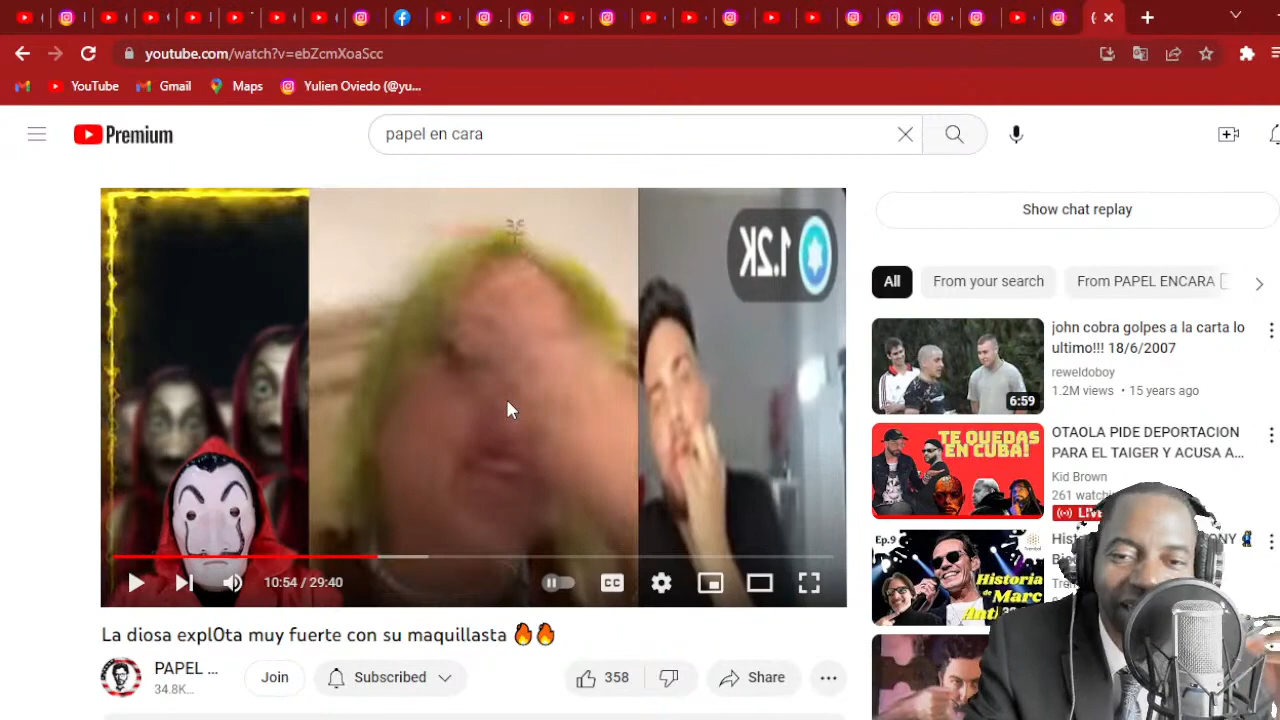 youtube.com/watch?v=ebZcmXoaScc
YouTube
Gmail
Maps
Yulien Oviedo (@yu...
Premium
papel en cara
1.2K
10:54 / 29:40
CC
La diosa explOta muy fuerte con su maquillasta 🔥🔥
PAPEL ...
34.8K...
Join
Subscribed
358
Share
Show chat replay
All
From your search
From PAPEL ENCARA
john cobra golpes a la carta lo
ultimo!!! 18/6/2007
reweldoboy
1.2M views • 15 years ago
6:59
TE QUEDAS
EN CUBA!
OTAOLA PIDE DEPORTACION
PARA EL TAIGER Y ACUSA A...
Kid Brown
261 watchi
Ep.9
Historia
de Marc